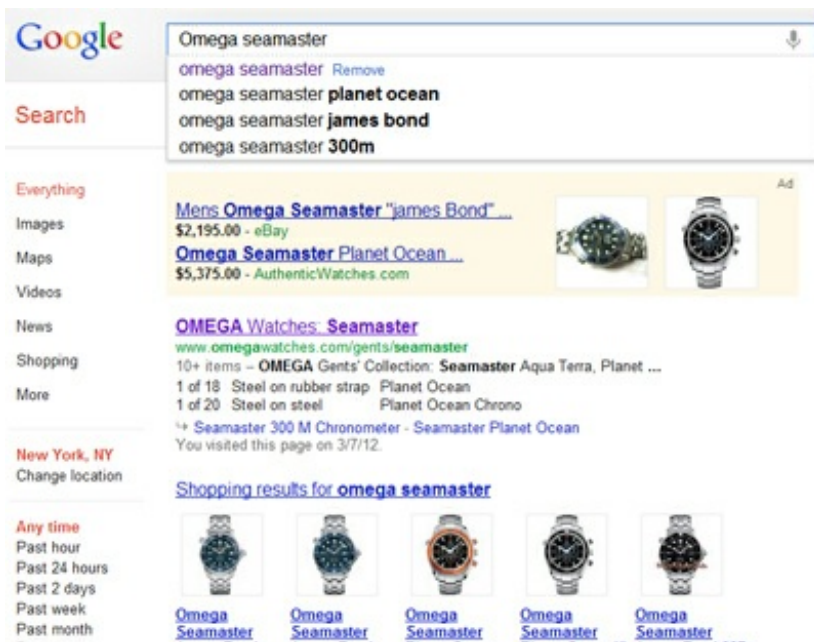 Google
Omega seamaster
omega seamaster Remove
omega seamaster planet ocean
omega seamaster james bond
omega seamaster 300m
Search
Everything
Images
Maps
Videos
News
Shopping
More
New York, NY
Change location
Any time
Past hour
Past 24 hours
Past 2 days
Past week
Past month
Ad
Mens Omega Seamaster "james Bond" ...
$2,195.00 - eBay
Omega Seamaster Planet Ocean ...
$5,375.00 - AuthenticWatches.com
OMEGA Watches: Seamaster
www.omegawatches.com/gents/seamaster
10+ items – OMEGA Gents' Collection: Seamaster Aqua Terra, Planet ...
1 of 18 Steel on rubber strap Planet Ocean
1 of 20 Steel on steel Planet Ocean Chrono
Seamaster 300 M Chronometer - Seamaster Planet Ocean
You visited this page on 3/7/12.
Shopping results for omega seamaster
Omega Omega Omega Omega Omega
Seamaster Seamaster Seamaster Seamaster Seamaster